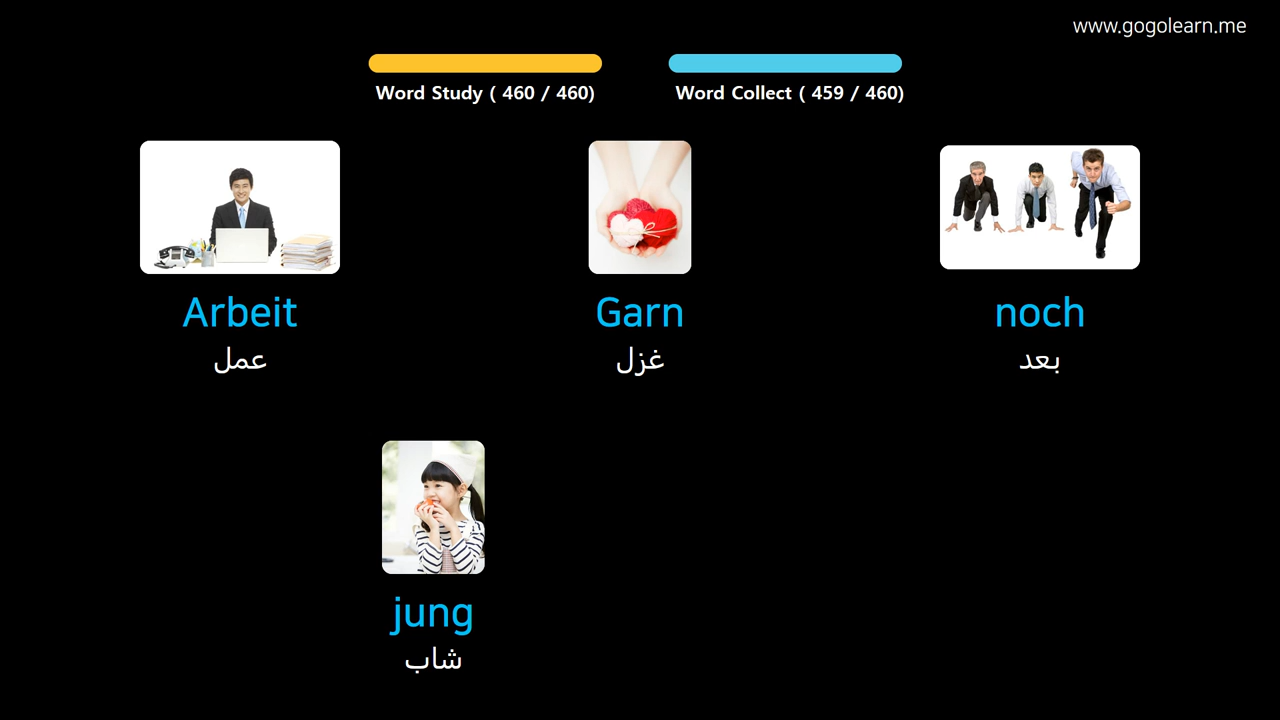 www.gogolearn.me
Word Study ( 460 / 460)
Word Collect ( 459 / 460)
Arbeit
عمل
Garn
غزل
noch
بعد
jung
شاب